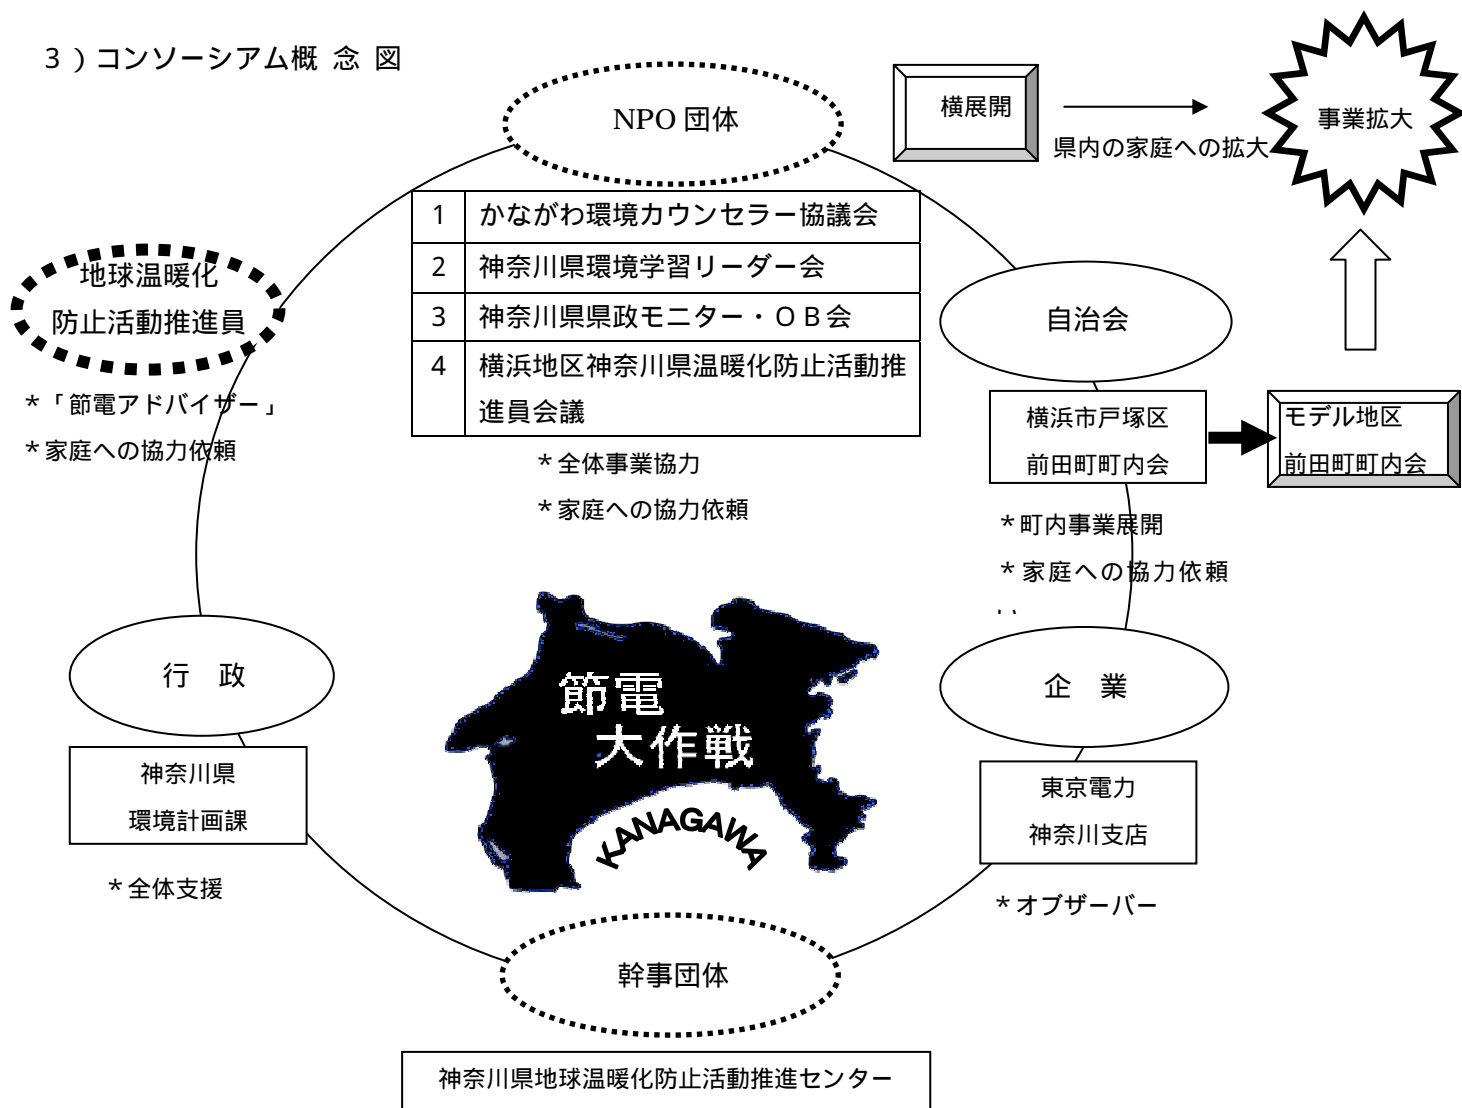 3）コンソーシアム概 念 図
NPO 団体
横展開
県内の家庭への拡大
事業拡大
1 かながわ環境カウンセラー協議会
2 神奈川県環境学習リーダー会
3 神奈川県県政モニター・ＯＢ会
4 横浜地区神奈川県温暖化防止活動推
進員会議
＊全体事業協力
＊家庭への協力依頼
地球温暖化
防止活動推進員
＊「節電アドバイザー」
＊家庭への協力依頼
自治会
横浜市戸塚区
前田町町内会
モデル地区
前田町町内会
＊町内事業展開
＊家庭への協力依頼
行 政
神奈川県
環境計画課
＊全体支援
節電
大作戦
KANAGAWA
企 業
東京電力
神奈川支店
＊オブザーバー
幹事団体
神奈川県地球温暖化防止活動推進センター